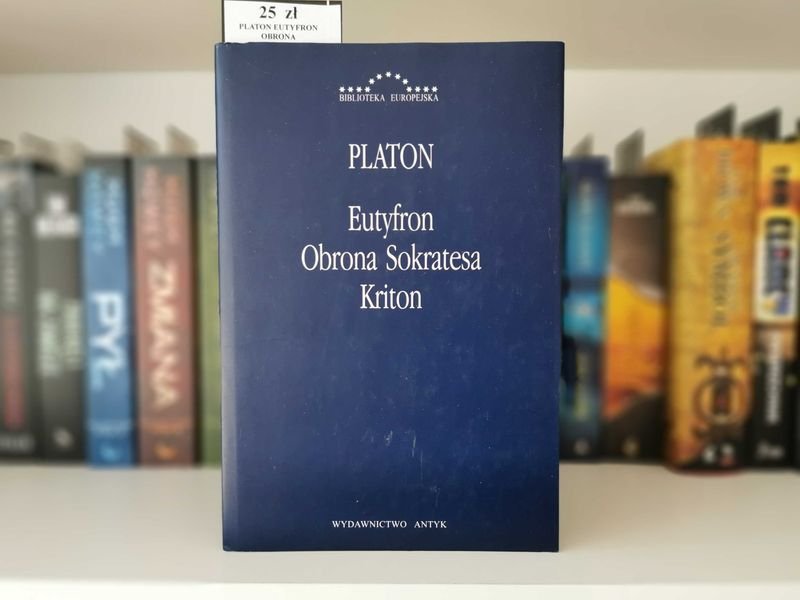 25 zł
PLATON EUTYFRON
OBRONA
BIBLIOTEKA EUROPEJSKA
PLATON
Eutyfron
Obrona Sokratesa
Kriton
WYDAWNICTWO ANTYK
PYŁ
ZMIANA